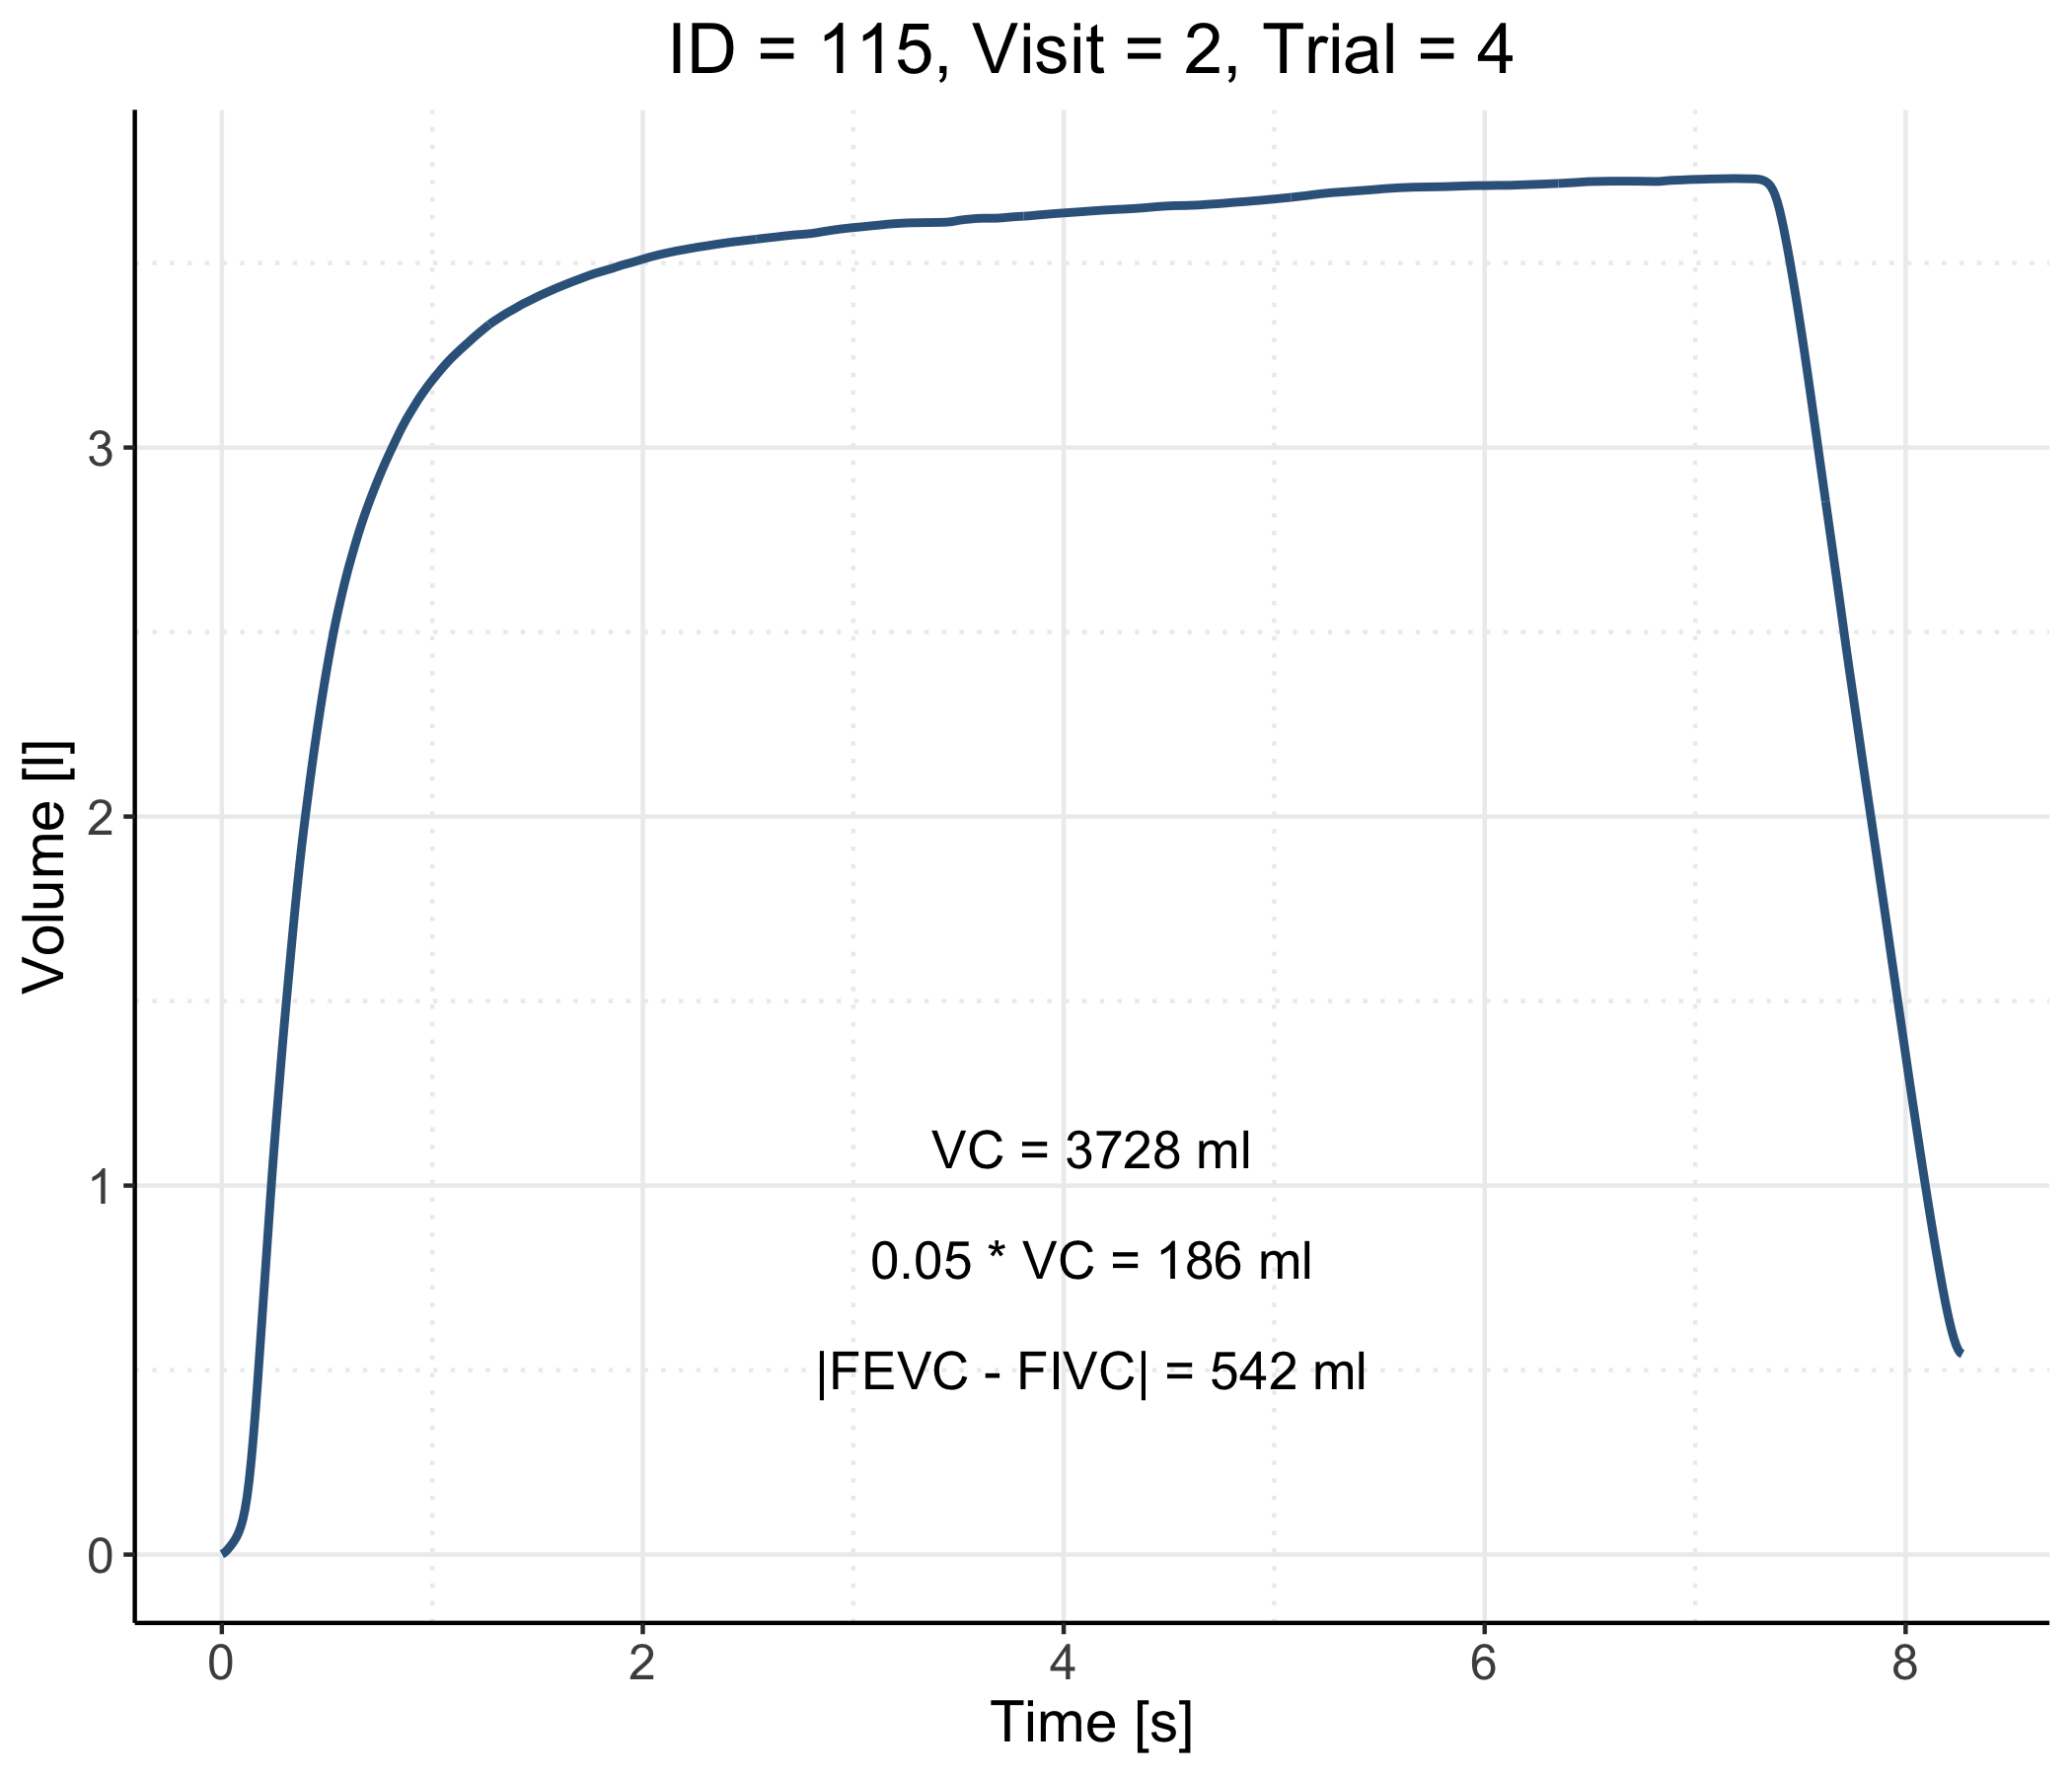 ID = 115, Visit = 2, Trial = 4
Volume [l]
3
2
1
0
VC = 3728 ml
0.05 * VC = 186 ml
|FEVC - FIVC| = 542 ml
0 2 4 6 8
Time [s]